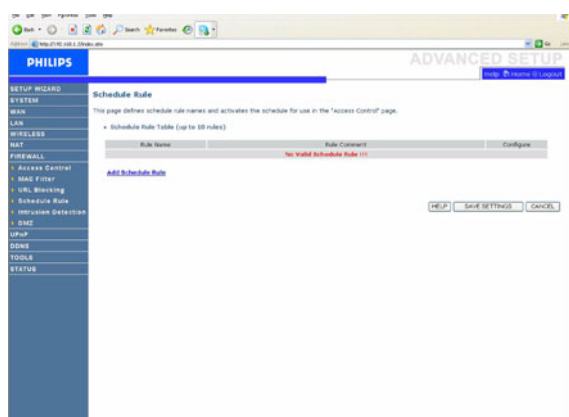 Back
Search
Favorites
PHILIPS
ADVANCED SETUP
Help Home Logout
SETUP WIZARD
SYSTEM
WAN
LAN
WIRELESS
NAT
FIREWALL
Access Control
MAC Filter
URL Blocking
Schedule Rule
Intrusion Detection
DMZ
UPnP
DDNS
TOOLS
STATUS
Schedule Rule
This page defines schedule rule names and activates the schedule for use in the "Access Control" page.
Schedule Rule Table (up to 10 rules)
Rule Name Rule Comment Configure
No Valid Schedule Rule !!!
Add Schedule Rule
HELP SAVE SETTINGS CANCEL